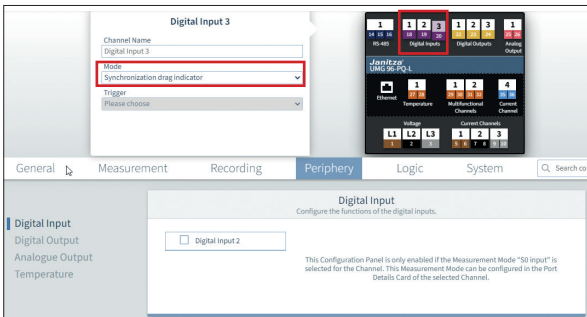 Digital Input 3
Channel Name
Digital Input 3
Mode
Synchronization drag indicator
Trigger
Please choose
1 1 2 3 1 2 3 1
14 15 16 18 19 20 22 23 24 25 26
RS-485 Digital Inputs Digital Outputs Analog
Output
Janitza®
UMG 96-PQ-L
1 1 2 4
27 28 29 30 31 32 35 36
Ethernet Temperature Multifunctional
Channels Current
Channel
Voltage Current Channels
L1 L2 L3 1 2 3
1 2 3 5 6 7 8 9 10
General Measurement Recording Periphery Logic System Search co
Digital Input
Configure the functions of the digital inputs.
Digital Input
Digital Output
Analogue Output
Temperature
Digital Input 2
This Configuration Panel is only enabled if the Measurement Mode "S0 input" is
selected for the Channel. This Measurement Mode can be configured in the Port
Details Card of the selected Channel.